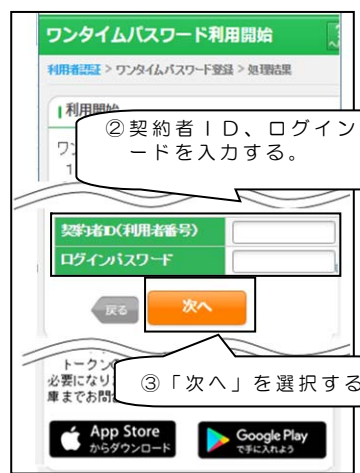 ワンタイムパスワード利用開始
利用者認証 > ワンタイムパスワード登録 > 処理結果
利用開始
②契約者ID、ログイン
ードを入力する。
ワン
1
契約者ID(利用者番号)
ログインパスワード
戻る
次へ
トークンの
必要になり
庫までお問
③「次へ」を選択する
App Store
からダウンロード
Google Play
で手に入れよう